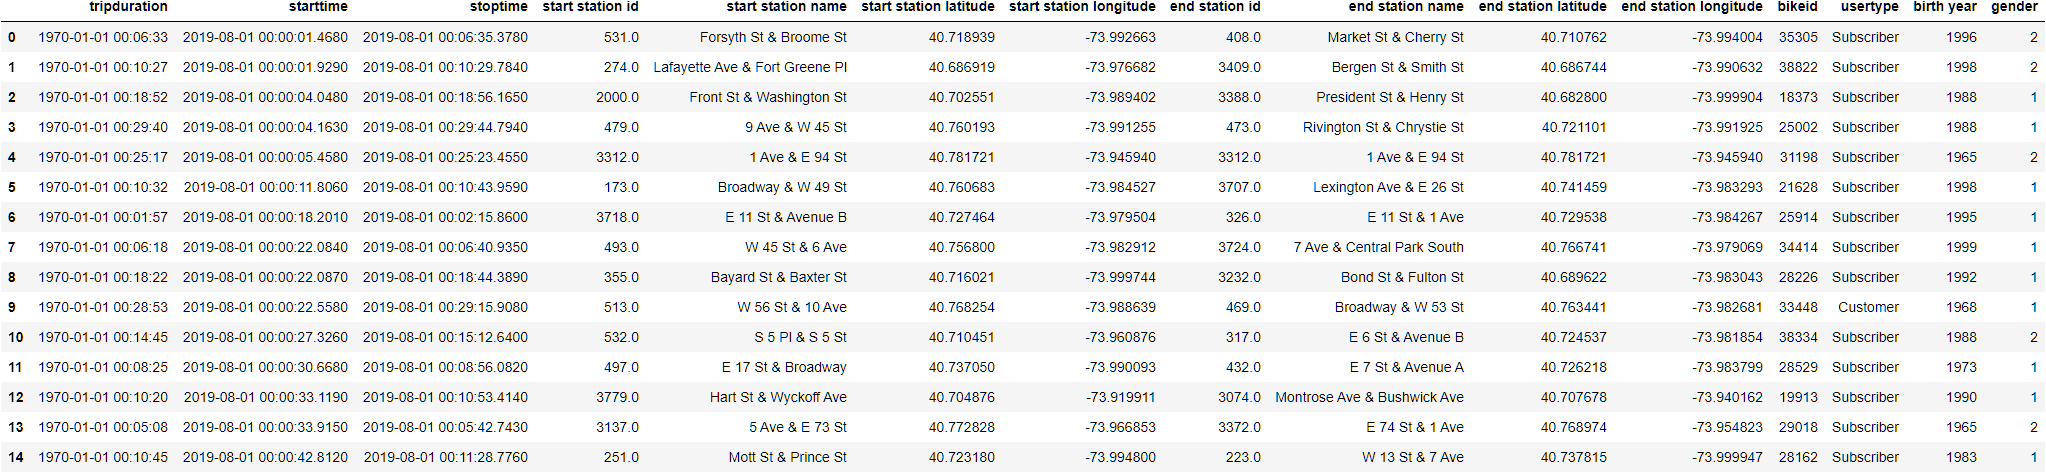 tripduration starttime stoptime start station id start station name start station latitude start station longitude end station id end station name end station latitude end station longitude bikeid usertype birth year gender
0 1970-01-01 00:06:33 2019-08-01 00:00:01.4680 2019-08-01 00:06:35.3780 531.0 Forsyth St & Broome St 40.718939 -73.992663 408.0 Market St & Cherry St 40.710762 -73.994004 35305 Subscriber 1996 2
1 1970-01-01 00:10:27 2019-08-01 00:00:01.9290 2019-08-01 00:10:29.7840 274.0 Lafayette Ave & Fort Greene Pl 40.686919 -73.976682 3409.0 Bergen St & Smith St 40.686744 -73.990632 38822 Subscriber 1998 2
2 1970-01-01 00:18:52 2019-08-01 00:00:04.0480 2019-08-01 00:18:56.1650 2000.0 Front St & Washington St 40.702551 -73.989402 3388.0 President St & Henry St 40.682800 -73.999904 18373 Subscriber 1988 1
3 1970-01-01 00:29:40 2019-08-01 00:00:04.1630 2019-08-01 00:29:44.7940 479.0 9 Ave & W 45 St 40.760193 -73.991255 473.0 Rivington St & Chrystie St 40.721101 -73.991925 25002 Subscriber 1988 1
4 1970-01-01 00:25:17 2019-08-01 00:00:05.4580 2019-08-01 00:25:23.4550 3312.0 1 Ave & E 94 St 40.781721 -73.945940 3312.0 1 Ave & E 94 St 40.781721 -73.945940 31198 Subscriber 1965 2
5 1970-01-01 00:10:32 2019-08-01 00:00:11.8060 2019-08-01 00:10:43.9590 173.0 Broadway & W 49 St 40.760683 -73.984527 3707.0 Lexington Ave & E 26 St 40.741459 -73.983293 21628 Subscriber 1998 1
6 1970-01-01 00:01:57 2019-08-01 00:00:18.2010 2019-08-01 00:02:15.8600 3718.0 E 11 St & Avenue B 40.727464 -73.979504 326.0 E 11 St & 1 Ave 40.729538 -73.984267 25914 Subscriber 1995 1
7 1970-01-01 00:06:18 2019-08-01 00:00:22.0840 2019-08-01 00:06:40.9350 493.0 W 45 St & 6 Ave 40.756800 -73.982912 3724.0 7 Ave & Central Park South 40.766741 -73.979069 34414 Subscriber 1999 1
8 1970-01-01 00:18:22 2019-08-01 00:00:22.0870 2019-08-01 00:18:44.3890 355.0 Bayard St & Baxter St 40.716021 -73.999744 3232.0 Bond St & Fulton St 40.689622 -73.983043 28226 Subscriber 1992 1
9 1970-01-01 00:28:53 2019-08-01 00:00:22.5580 2019-08-01 00:29:15.9080 513.0 W 56 St & 10 Ave 40.768254 -73.988639 469.0 Broadway & W 53 St 40.763441 -73.982681 33448 Customer 1968 1
10 1970-01-01 00:14:45 2019-08-01 00:00:27.3260 2019-08-01 00:15:12.6400 532.0 S 5 Pl & S 5 St 40.710451 -73.960876 317.0 E 6 St & Avenue B 40.724537 -73.981854 38334 Subscriber 1988 2
11 1970-01-01 00:08:25 2019-08-01 00:00:30.6680 2019-08-01 00:08:56.0820 497.0 E 17 St & Broadway 40.737050 -73.990093 432.0 E 7 St & Avenue A 40.726218 -73.983799 28529 Subscriber 1973 1
12 1970-01-01 00:10:20 2019-08-01 00:00:33.1190 2019-08-01 00:10:53.4140 3779.0 Hart St & Wyckoff Ave 40.704876 -73.919911 3074.0 Montrose Ave & Bushwick Ave 40.707678 -73.940162 19913 Subscriber 1990 1
13 1970-01-01 00:05:08 2019-08-01 00:00:33.9150 2019-08-01 00:05:42.7430 3137.0 5 Ave & E 73 St 40.772828 -73.966853 3372.0 E 74 St & 1 Ave 40.768974 -73.954823 29018 Subscriber 1965 2
14 1970-01-01 00:10:45 2019-08-01 00:00:42.8120 2019-08-01 00:11:28.7760 251.0 Mott St & Prince St 40.723180 -73.994800 223.0 W 13 St & 7 Ave 40.737815 -73.999947 28162 Subscriber 1983 1